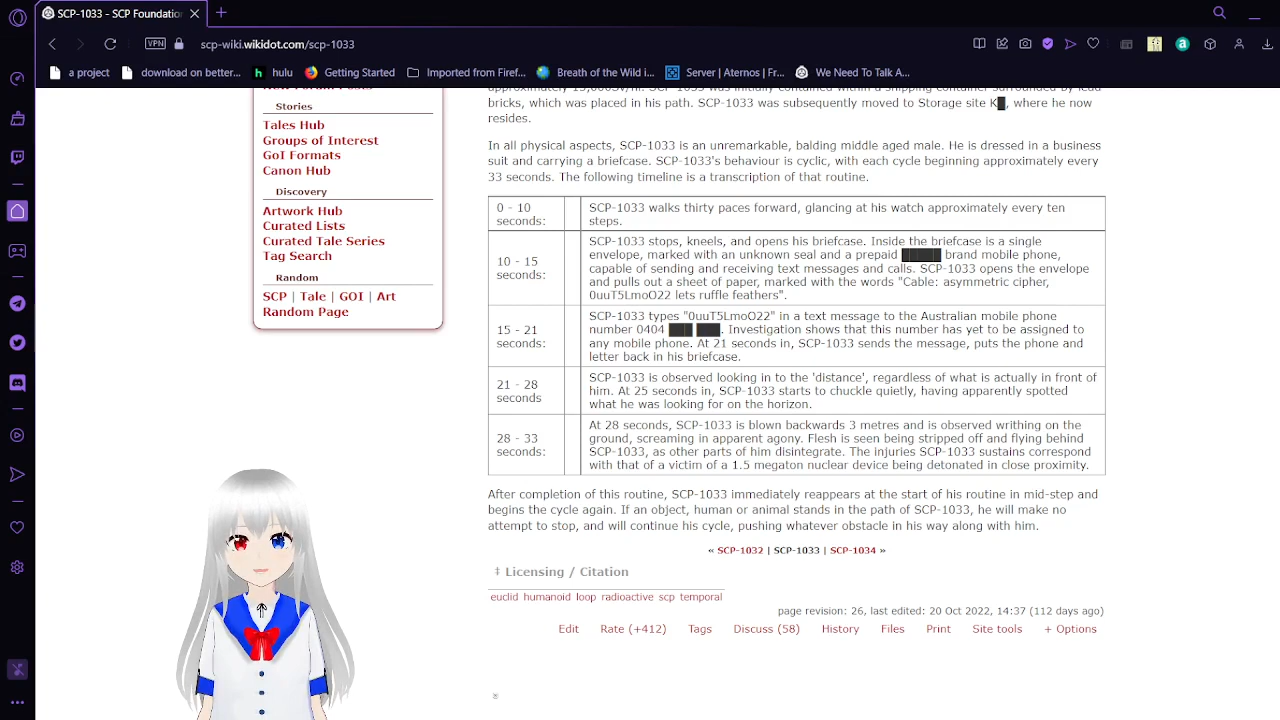 SCP-1033 - SCP Foundation
VPN
scp-wiki.wikidot.com/scp-1033
a project
download on better...
hulu
Getting Started
Imported from Firef...
Breath of the Wild i...
Server | Aternos | Fr...
We Need To Talk A...
Stories
Tales Hub
Groups of Interest
GoI Formats
Canon Hub
Discovery
Artwork Hub
Curated Lists
Curated Tale Series
Tag Search
Random
SCP | Tale | GOI | Art
Random Page
bricks, which was placed in his path. SCP-1033 was subsequently moved to Storage site K█, where he now
resides.
In all physical aspects, SCP-1033 is an unremarkable, balding middle aged male. He is dressed in a business
suit and carrying a briefcase. SCP-1033's behaviour is cyclic, with each cycle beginning approximately every
33 seconds. The following timeline is a transcription of that routine.
0 - 10
seconds:
SCP-1033 walks thirty paces forward, glancing at his watch approximately every ten
steps.
10 - 15
seconds:
SCP-1033 stops, kneels, and opens his briefcase. Inside the briefcase is a single
envelope, marked with an unknown seal and a prepaid █████ brand mobile phone,
capable of sending and receiving text messages and calls. SCP-1033 opens the envelope
and pulls out a sheet of paper, marked with the words "Cable: asymmetric cipher,
0uuT5LmoO22 lets ruffle feathers".
15 - 21
seconds:
SCP-1033 types "0uuT5LmoO22" in a text message to the Australian mobile phone
number 0404 ███ ███. Investigation shows that this number has yet to be assigned to
any mobile phone. At 21 seconds in, SCP-1033 sends the message, puts the phone and
letter back in his briefcase.
21 - 28
seconds
SCP-1033 is observed looking in to the 'distance', regardless of what is actually in front of
him. At 25 seconds in, SCP-1033 starts to chuckle quietly, having apparently spotted
what he was looking for on the horizon.
28 - 33
seconds:
At 28 seconds, SCP-1033 is blown backwards 3 metres and is observed writhing on the
ground, screaming in apparent agony. Flesh is seen being stripped off and flying behind
SCP-1033, as other parts of him disintegrate. The injuries SCP-1033 sustains correspond
with that of a victim of a 1.5 megaton nuclear device being detonated in close proximity.
After completion of this routine, SCP-1033 immediately reappears at the start of his routine in mid-step and
begins the cycle again. If an object, human or animal stands in the path of SCP-1033, he will make no
attempt to stop, and will continue his cycle, pushing whatever obstacle in his way along with him.
« SCP-1032 | SCP-1033 | SCP-1034 »
‡ Licensing / Citation
euclid humanoid loop radioactive scp temporal
page revision: 26, last edited: 20 Oct 2022, 14:37 (112 days ago)
Edit Rate (+412) Tags Discuss (58) History Files Print Site tools + Options